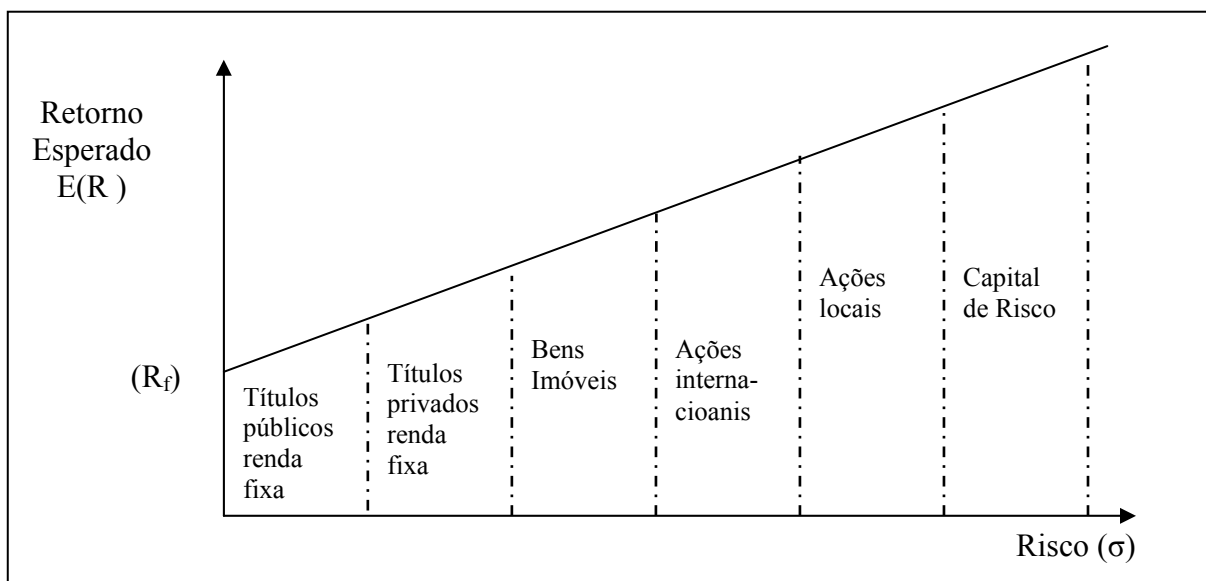 Retorno
Esperado
E(R )
(Rf)
Títulos
públicos
renda
fixa
Títulos
privados
renda
fixa
Bens
Imóveis
Ações
interna-
cioanis
Ações
locais
Capital
de Risco
Risco (σ)